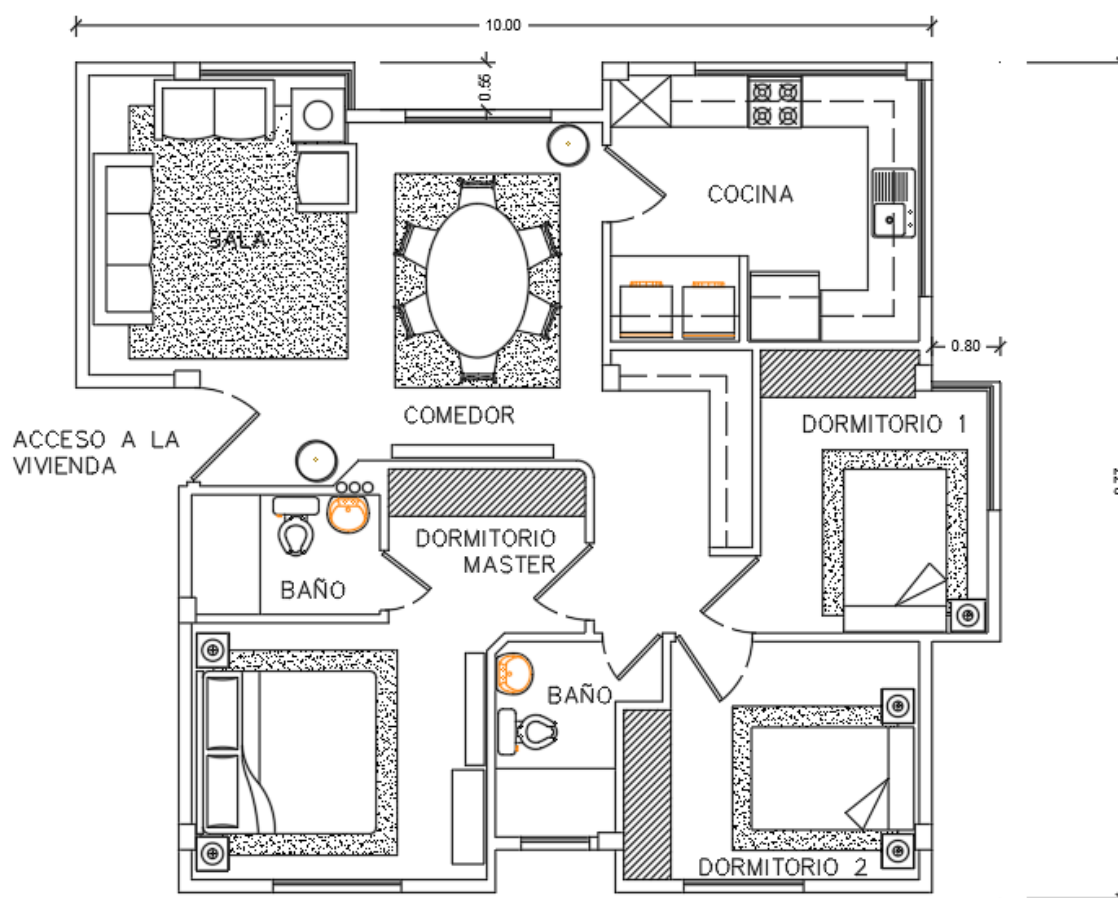 10.00
0.55
COCINA
SALA
0.80
COMEDOR
DORMITORIO 1
ACCESO A LA
VIVIENDA
DORMITORIO
MASTER
BAÑO
BAÑO
DORMITORIO 2